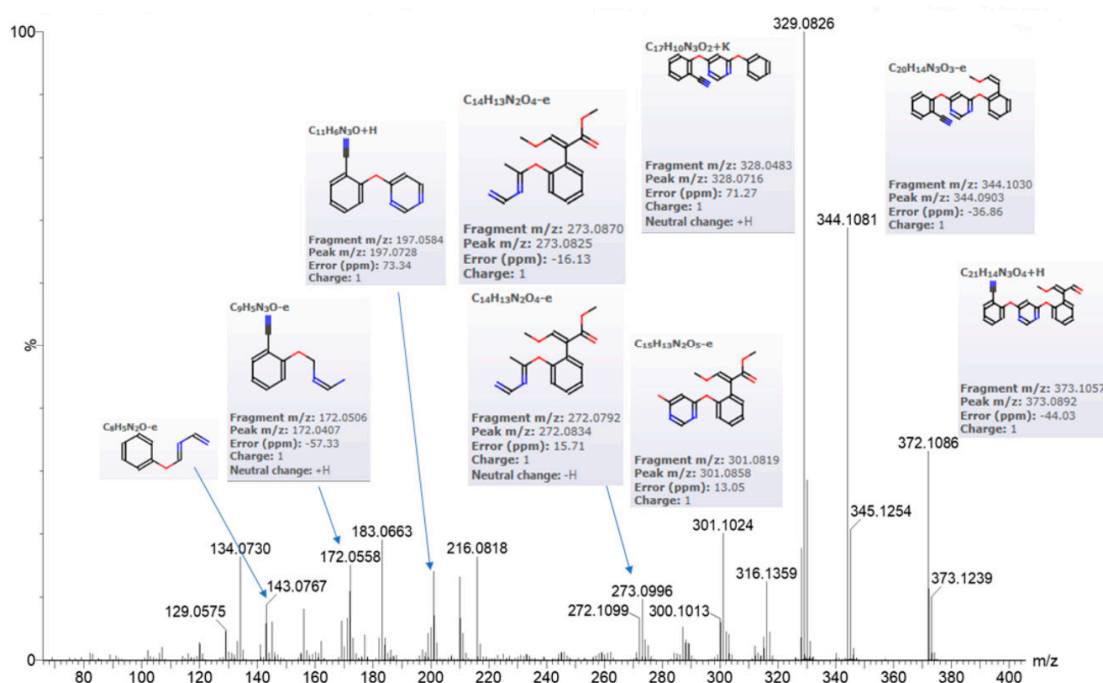 100
%
0
329.0826
C17H10N3O2+K
Fragment m/z: 328.0483
Peak m/z: 328.0716
Error (ppm): 71.27
Charge: 1
Neutral change: +H
C20H14N3O3-e
Fragment m/z: 344.1030
Peak m/z: 344.0903
Error (ppm): -36.86
Charge: 1
C14H13N2O4-e
Fragment m/z: 273.0870
Peak m/z: 273.0825
Error (ppm): -16.13
Charge: 1
C11H6N3O+H
Fragment m/z: 197.0584
Peak m/z: 197.0728
Error (ppm): 73.34
Charge: 1
344.1081
C21H14N3O4+H
Fragment m/z: 373.1057
Peak m/z: 373.0892
Error (ppm): -44.03
Charge: 1
C14H13N2O4-e
Fragment m/z: 272.0792
Peak m/z: 272.0834
Error (ppm): 15.71
Charge: 1
Neutral change: -H
C9H5N3O-e
Fragment m/z: 172.0506
Peak m/z: 172.0407
Error (ppm): -57.33
Charge: 1
Neutral change: +H
C15H13N2O5-e
Fragment m/z: 301.0819
Peak m/z: 301.0858
Error (ppm): 13.05
Charge: 1
C8H5N2O-e
372.1086
345.1254
301.1024
183.0663
134.0730
172.0558
216.0818
316.1359
143.0767
273.0996
373.1239
129.0575
272.1099
300.1013
80 100 120 140 160 180 200 220 240 260 280 300 320 340 360 380 400 m/z